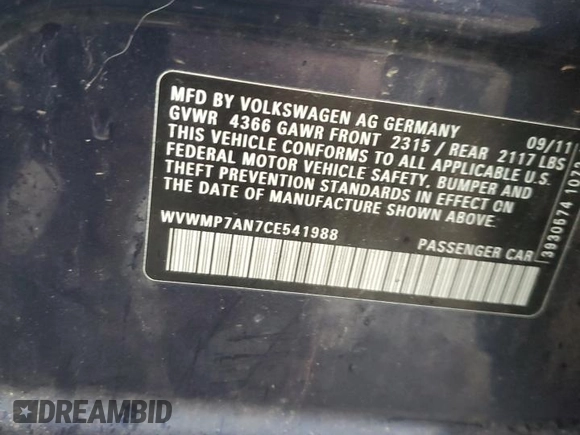 MFD BY VOLKSWAGEN AG GERMANY 09/11
GVWR 4366 GAWR FRONT 2315 / REAR 2117 LBS
THIS VEHICLE CONFORMS TO ALL APPLICABLE U.S.
FEDERAL MOTOR VEHICLE SAFETY, BUMPER AND
THEFT PREVENTION STANDARDS IN EFFECT ON
THE DATE OF MANUFACTURE SHOWN ABOVE.
WVWMP7AN7CE541988
PASSENGER CAR
3930674
DREAMBID